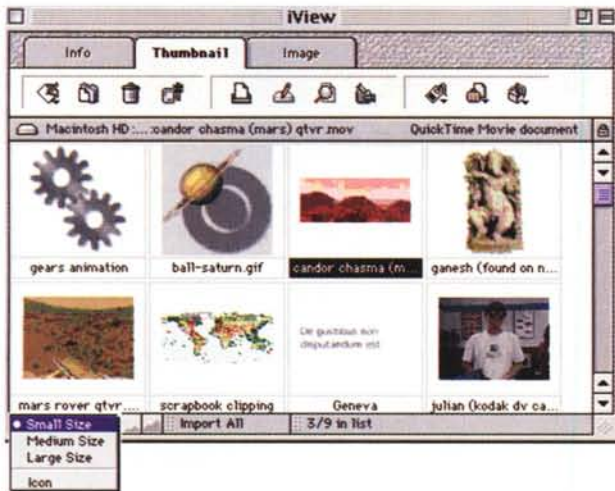 iView
Info Thumbnail Image
Macintosh HD :... :candor chasma (mars) qtvr.mov QuickTime Movie document
gears animation ball-saturn.gif candor chasma (m... ganesh (found on n...
De gustibus non
disputandum est
mars rover qtvr.... scrapbook clipping Geneva julian (kodak dv ca...
Small Size Import All 3/9 in list
Medium Size
Large Size
Icon